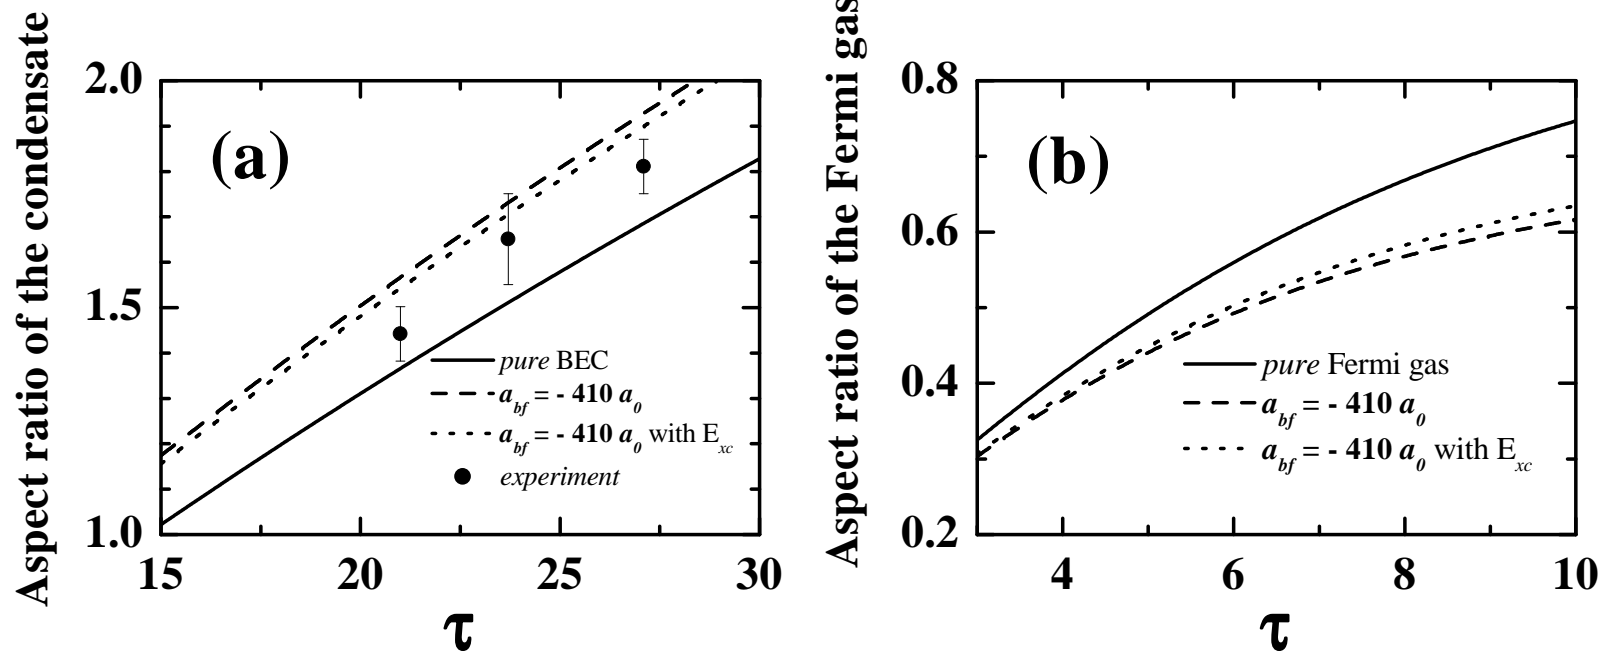 Aspect ratio of the condensate
2.0
1.5
1.0
15
20
25
30
τ
(a)
pure BEC
a_bf = - 410 a_0
a_bf = - 410 a_0 with E_xc
experiment
Aspect ratio of the Fermi gas
0.8
0.6
0.4
0.2
4
6
8
10
τ
(b)
pure Fermi gas
a_bf = - 410 a_0
a_bf = - 410 a_0 with E_xc